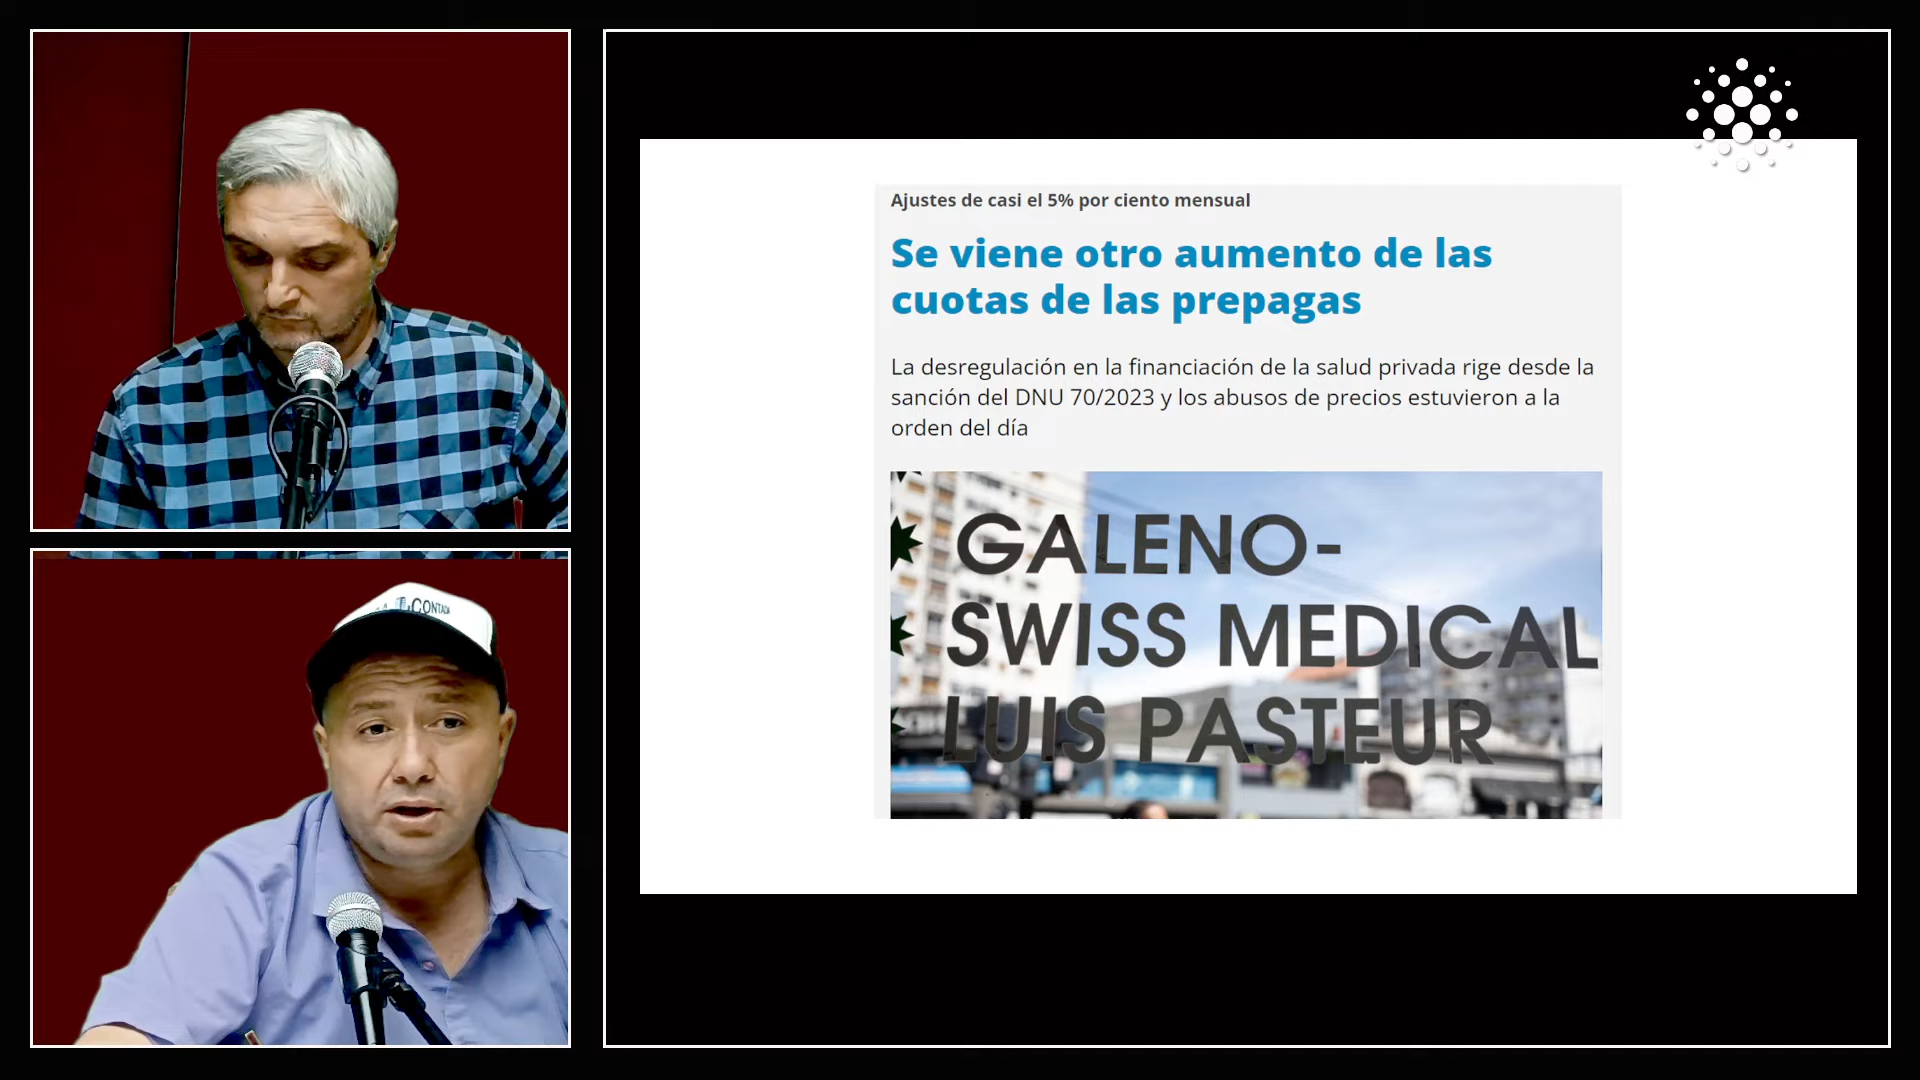 CONTADA
Ajustes de casi el 5% por ciento mensual
Se viene otro aumento de las
cuotas de las prepagas
La desregulación en la financiación de la salud privada rige desde la
sanción del DNU 70/2023 y los abusos de precios estuvieron a la
orden del día
GALENO-
SWISS MEDICAL
LUIS PASTEUR